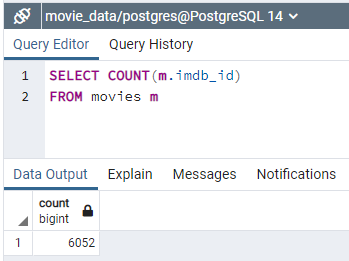 movie_data/postgres@PostgreSQL 14
Query Editor Query History
1 SELECT COUNT(m.imdb_id)
2 FROM movies m
Data Output Explain Messages Notifications
count
bigint
1 6052